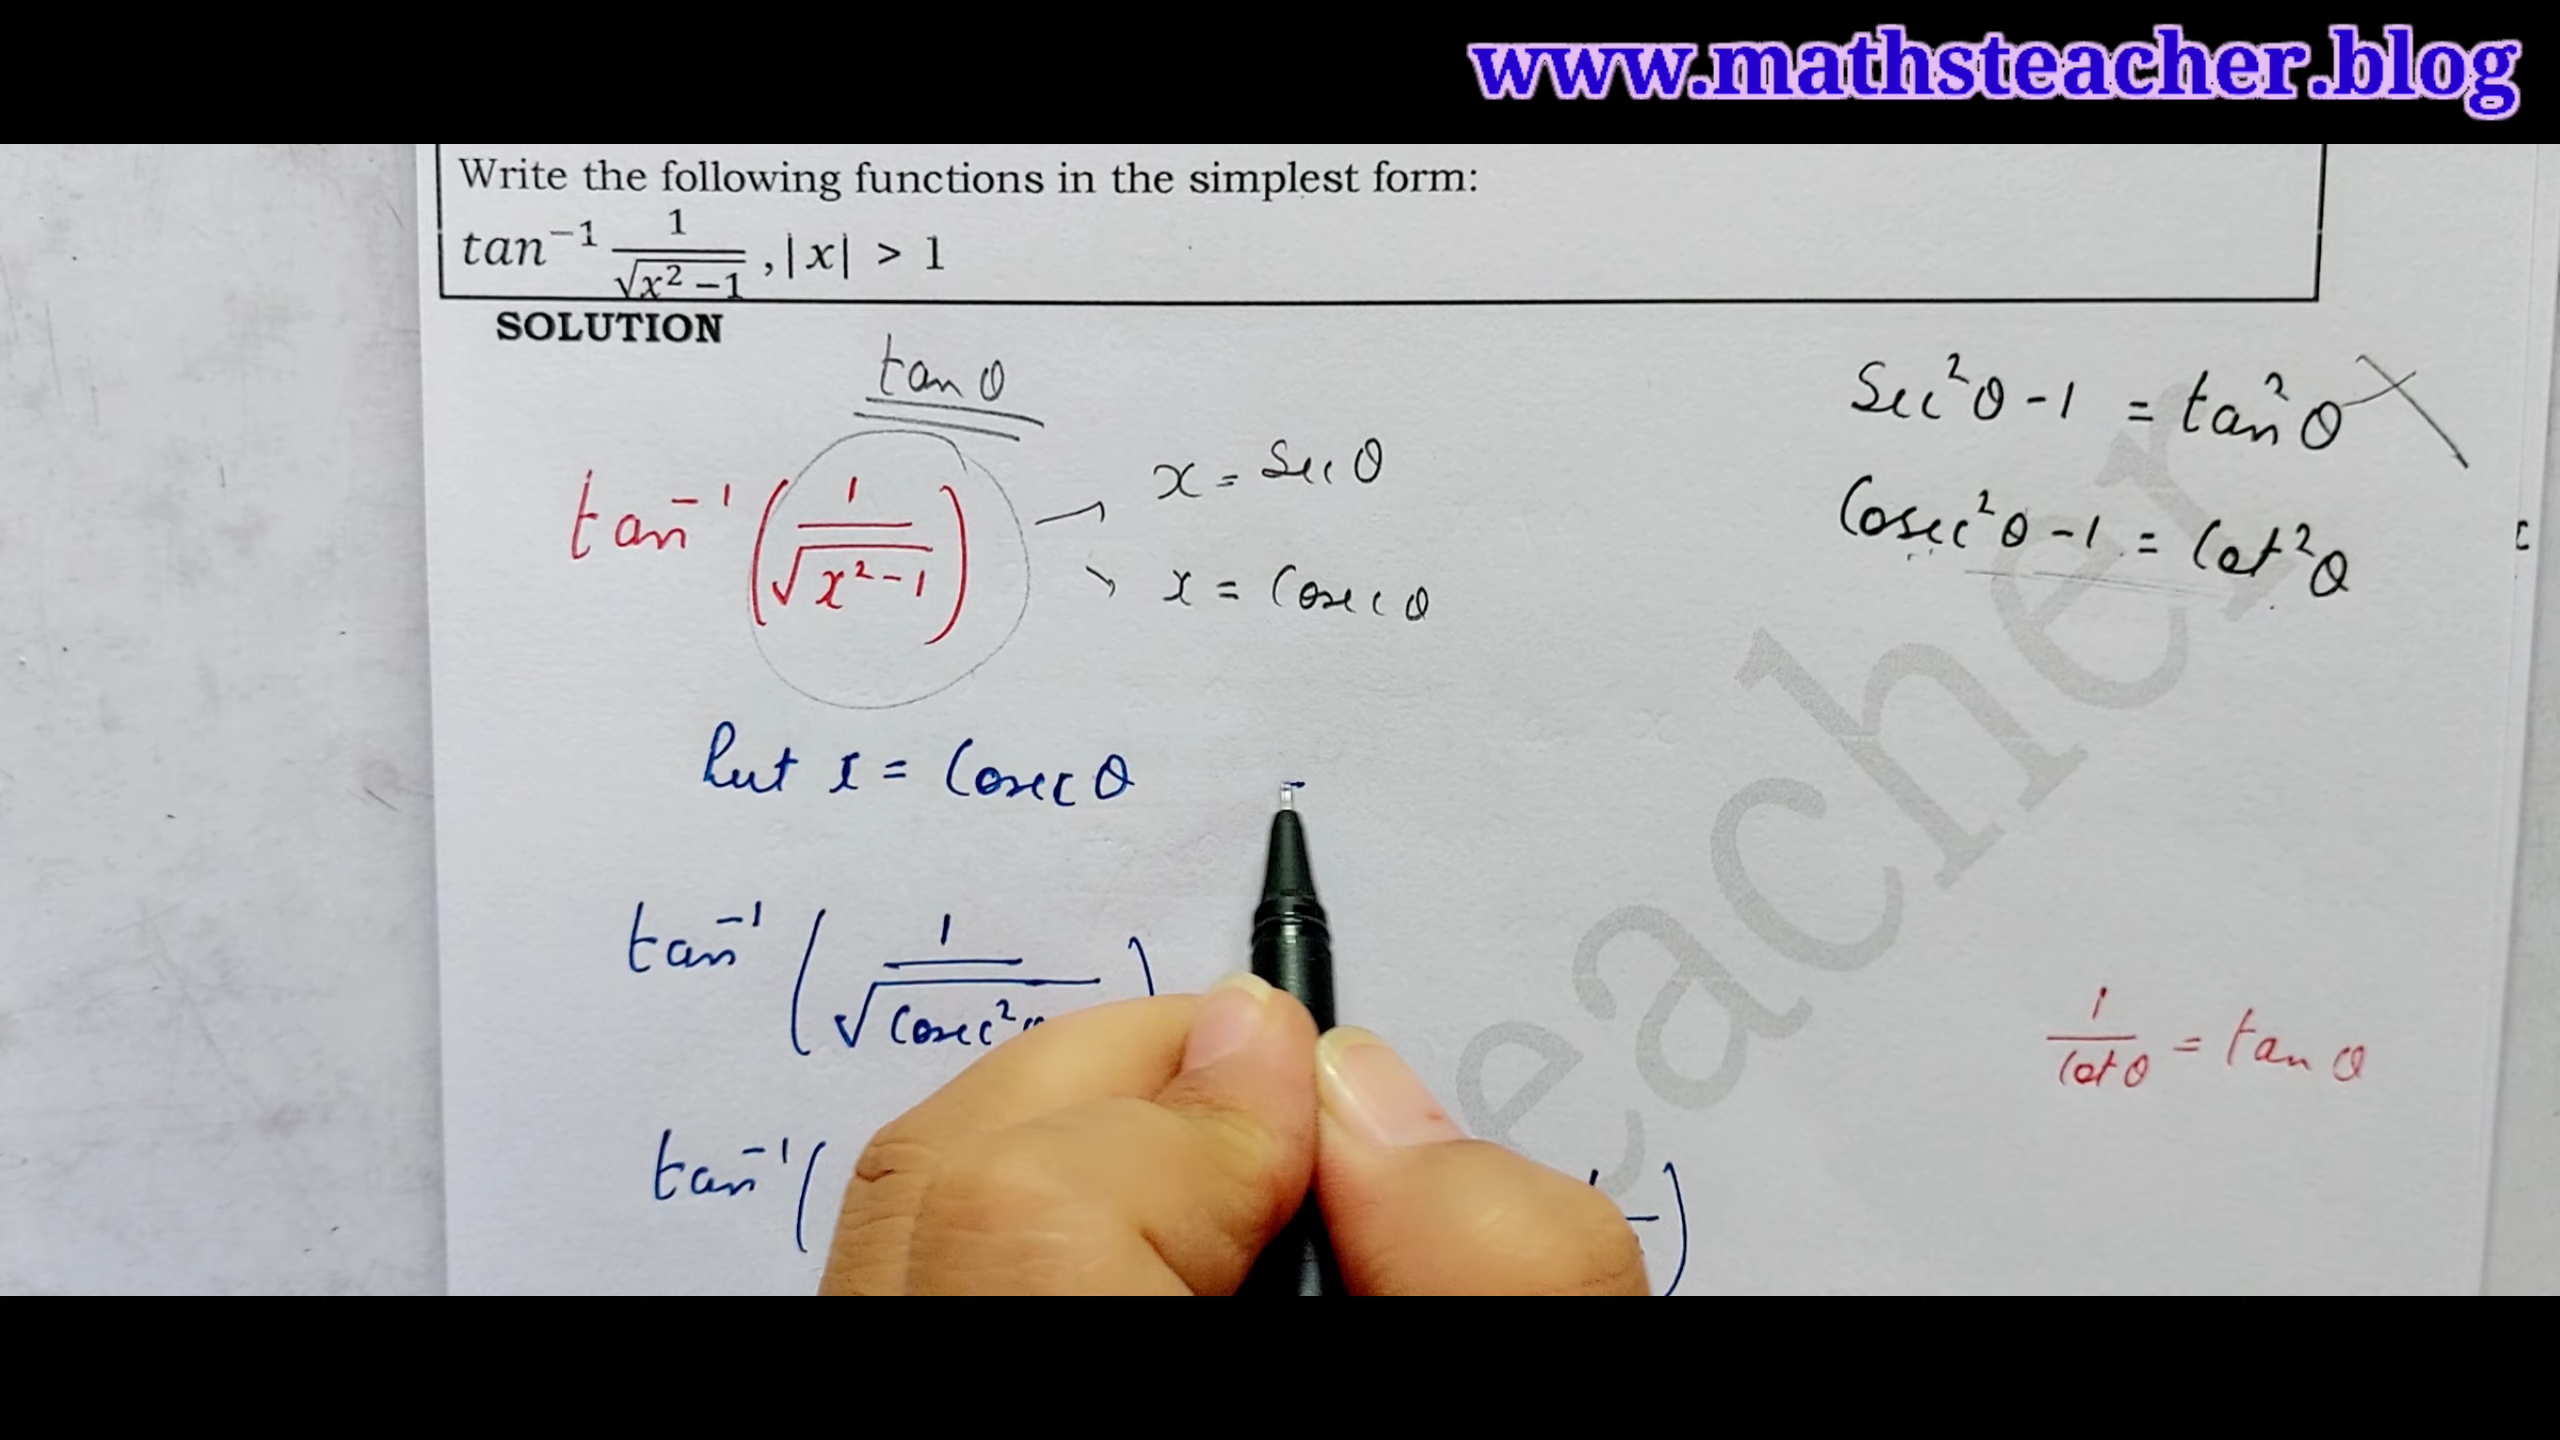 www.mathsteacher.blog
Write the following functions in the simplest form:
tan⁻¹ 1/√(x² −1) , |x| > 1
SOLUTION
tan θ
Sec²θ − 1 = tan²θ
x = Sec θ
tan⁻¹ (1/√(x² − 1))
Cosec²θ − 1 = Cot²θ
x = Cosec θ
Put x = Cosec θ
tan⁻¹ (1/√(Cosec²
1/Cot θ = tan θ
tan⁻¹ (
eacher